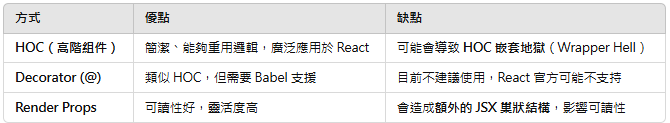 方式 優點 缺點
HOC（高階组件） 簡潔、能夠重用邏輯，廣泛應用於 React 可能會導致 HOC 嵌套地獄（Wrapper Hell）
Decorator (@) 類似 HOC，但需要 Babel 支援 目前不建議使用，React 官方可能不支持
Render Props 可讀性好，靈活度高 會造成額外的 JSX 巢狀結構，影響可讀性